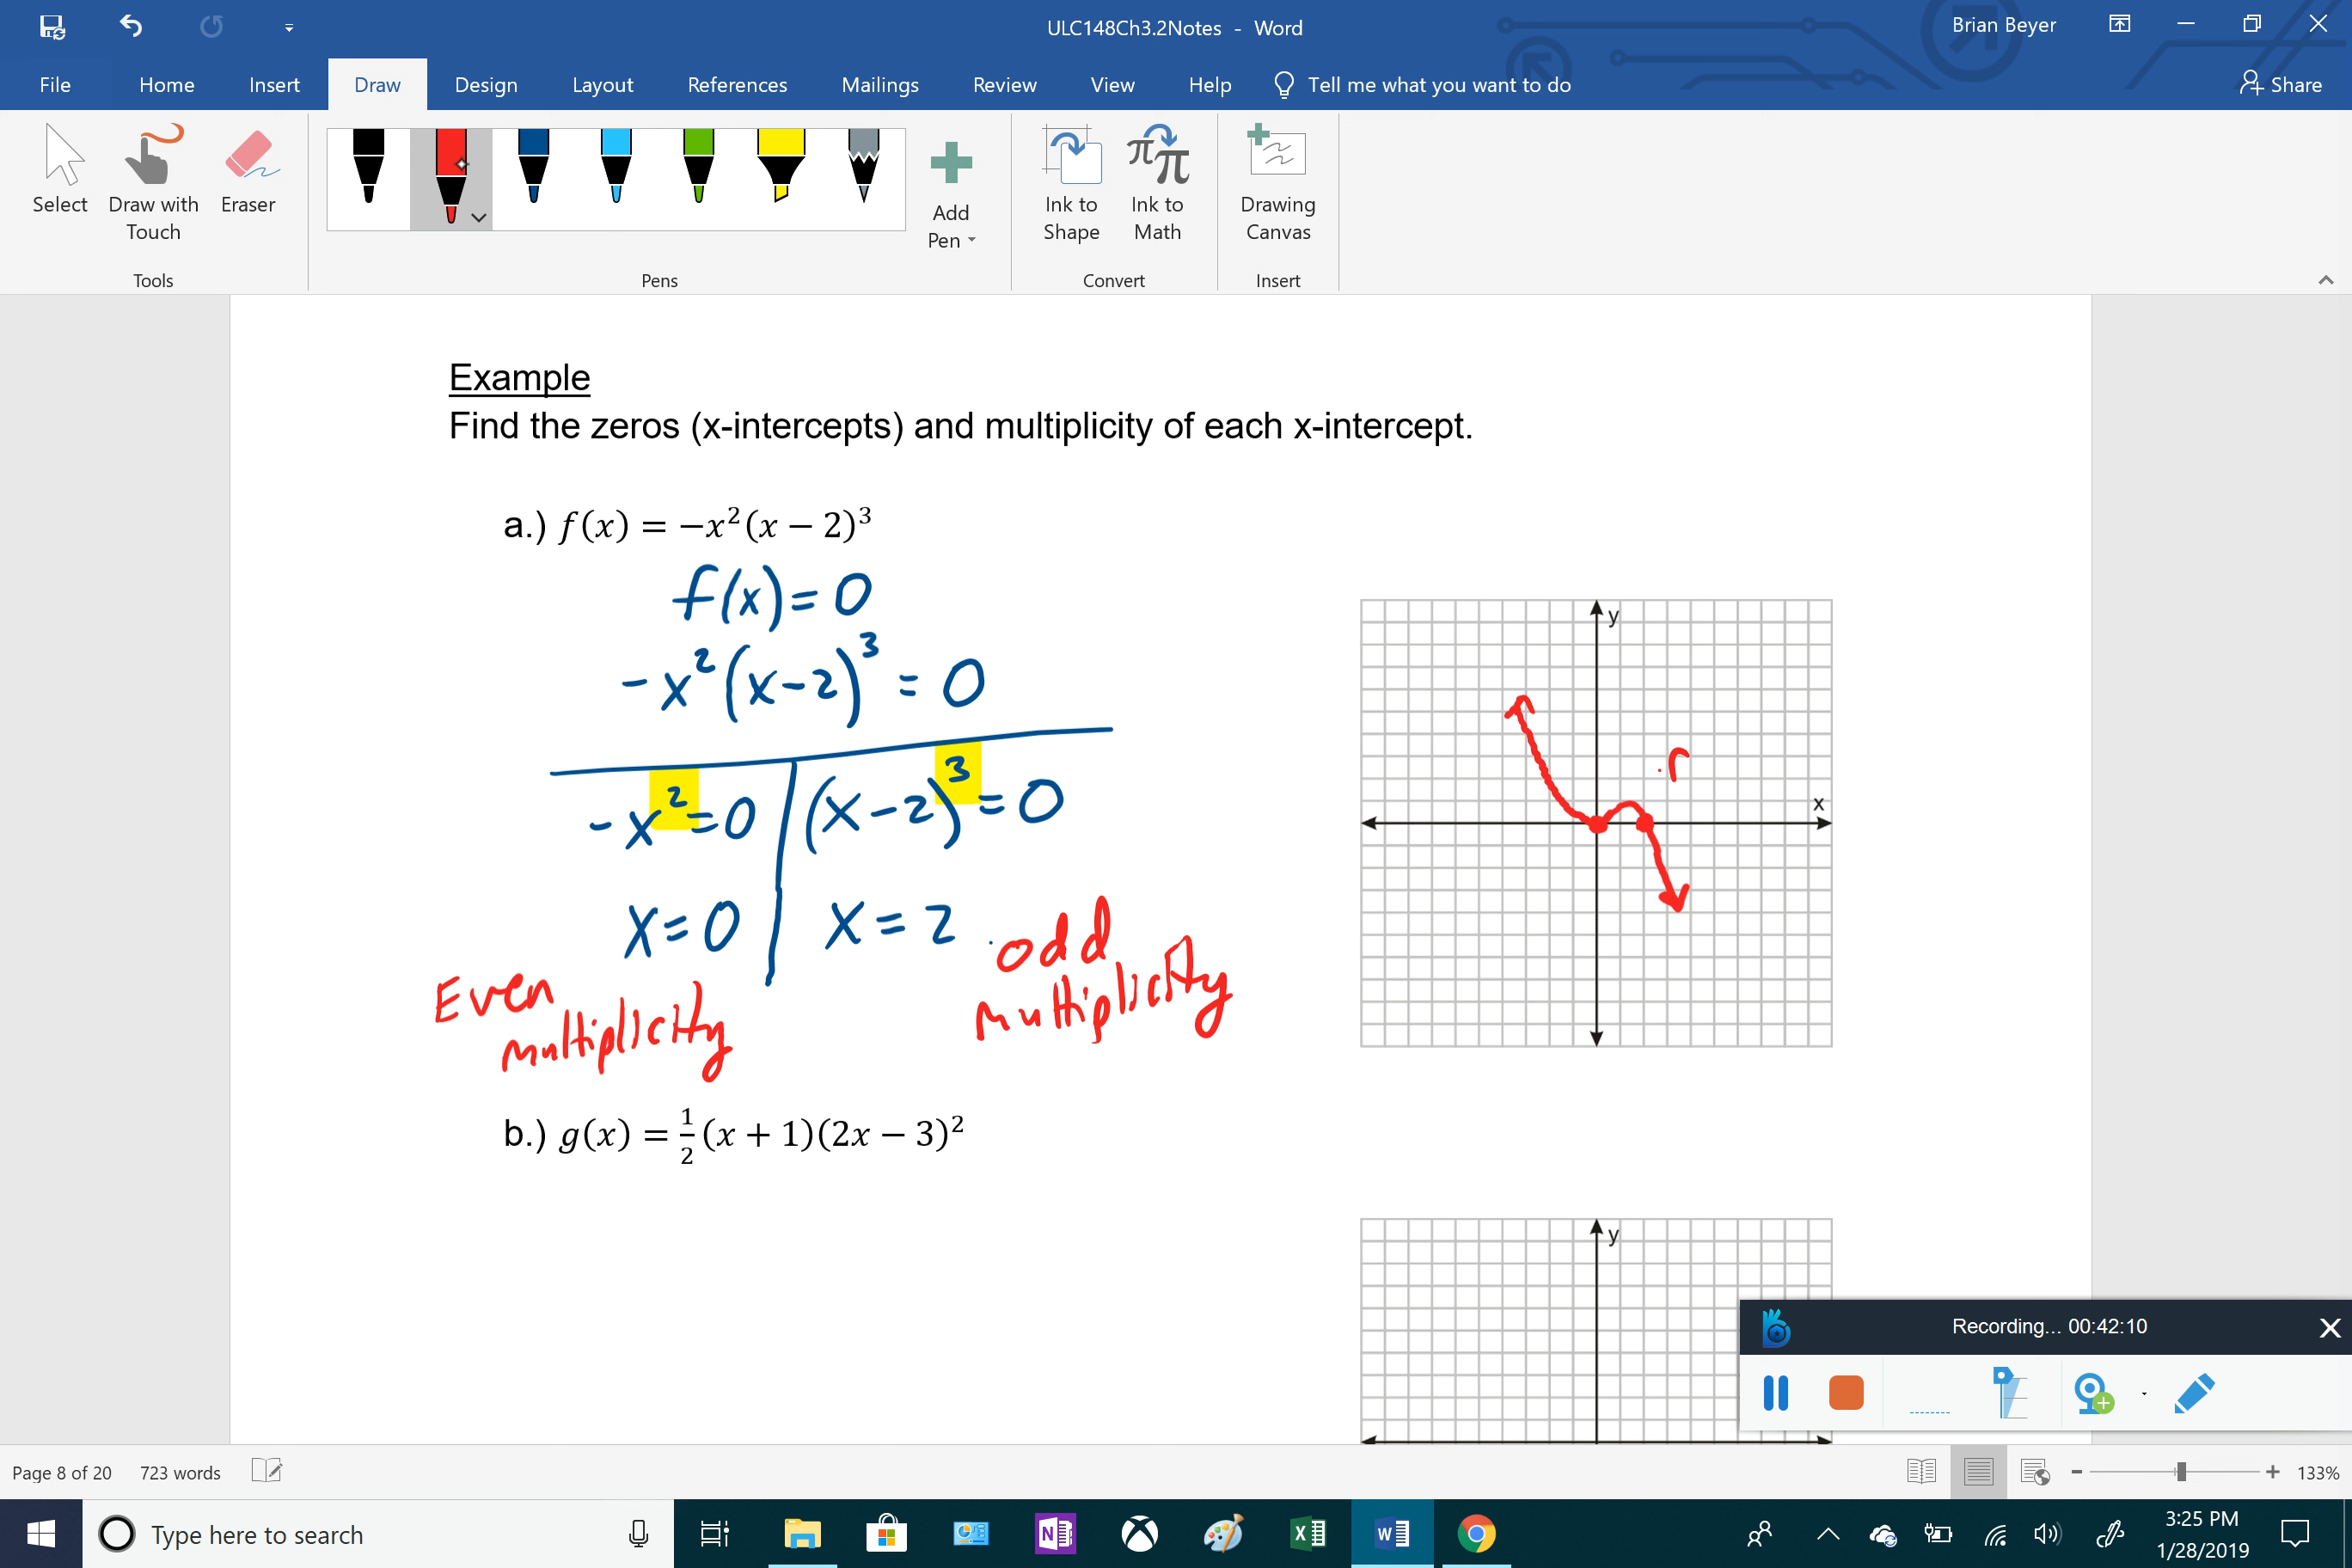 ULC148Ch3.2Notes - Word
Brian Beyer
File Home Insert Draw Design Layout References Mailings Review View Help Tell me what you want to do Share
Select Draw with Touch Eraser
Add Pen
Ink to Shape Ink to Math
Drawing Canvas
Tools Pens Convert Insert
Example
Find the zeros (x-intercepts) and multiplicity of each x-intercept.
a.) f(x) = −x²(x − 2)³
f(x) = 0
-x²(x-2)³ = 0
-x² = 0 (x-2)³ = 0
x = 0 x = 2
Even multiplicity
odd multiplicity
y
r
x
b.) g(x) = 1/2 (x + 1)(2x − 3)²
y
Recording... 00:42:10
Page 8 of 20 723 words
133%
Type here to search
3:25 PM
1/28/2019